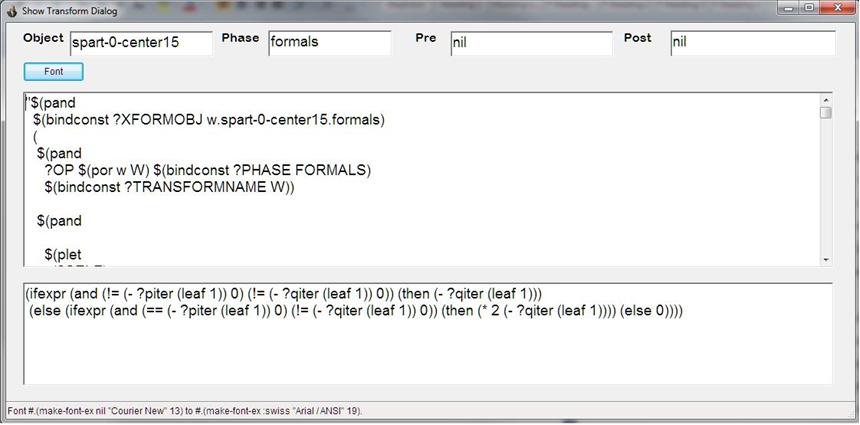 Show Transform Dialog
Object spart-0-center15 Phase formals Pre nil Post nil
Font
"$(pand
$(bindconst ?XFORMOBJ w.spart-0-center15.formals)
(
$(pand
?OP $(por w W) $(bindconst ?PHASE FORMALS)
$(bindconst ?TRANSFORMNAME W))
$(pand
$(plet
(ifexpr (and (!= (- ?piter (leaf 1)) 0) (!= (- ?qiter (leaf 1)) 0)) (then (- ?qiter (leaf 1)))
(else (ifexpr (and (== (- ?piter (leaf 1)) 0) (!= (- ?qiter (leaf 1)) 0)) (then (* 2 (- ?qiter (leaf 1)))) (else 0))))
Font #.(make-font-ex nil "Courier New" 13) to #.(make-font-ex :swiss "Arial / ANSI" 19).